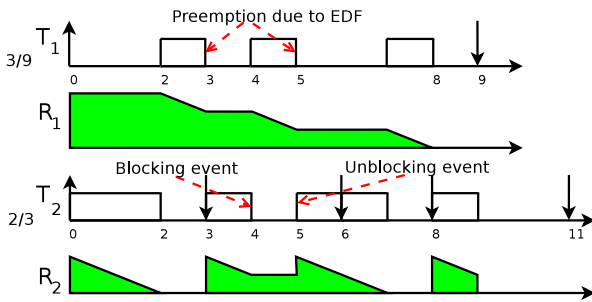 Preemption due to EDF
T1
3/9
0 2 3 4 5 8 9
R1
Blocking event Unblocking event
T2
2/3
0 2 3 4 5 6 8 11
R2